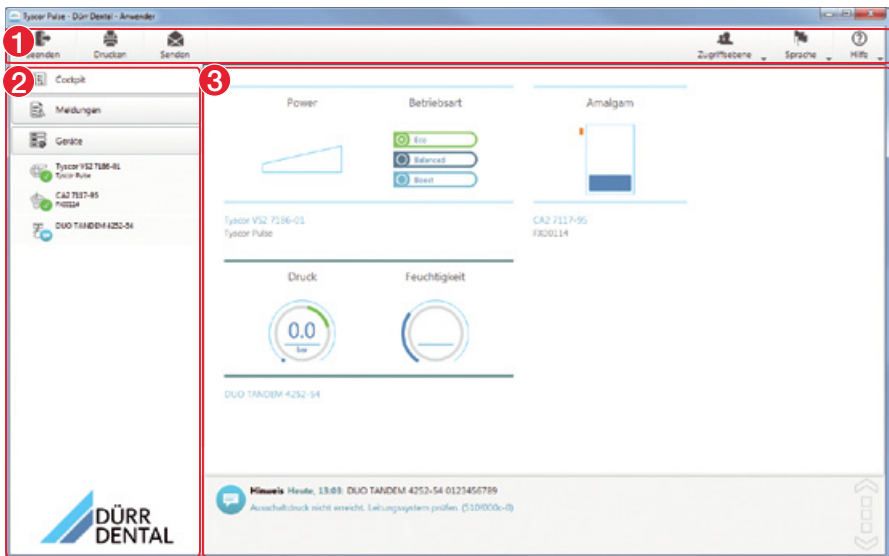 Tyscor Pulse - Dürr Dental - Anwender
1
Beenden
Drucken
Senden
Zugriffsebene
Sprache
Hilfe
2
Cockpit
Meldungen
Geräte
Tyscor VS2 7186-01
Tyscor Pulse
CA2 7117-95
FX00114
DUO TANDEM 4252-54
DÜRR
DENTAL
3
Power
Betriebsart
Eco
Balanced
Boost
Amalgam
Tyscor VS2 7186-01
Tyscor Pulse
CA2 7117-95
FX00114
Druck
Feuchtigkeit
0.0
bar
DUO TANDEM 4252-54
Hinweis Heute, 13:03: DUO TANDEM 4252-54 0123456789
Ausschaltdruck nicht erreicht. Leitungssystem prüfen. (510f000c-0)